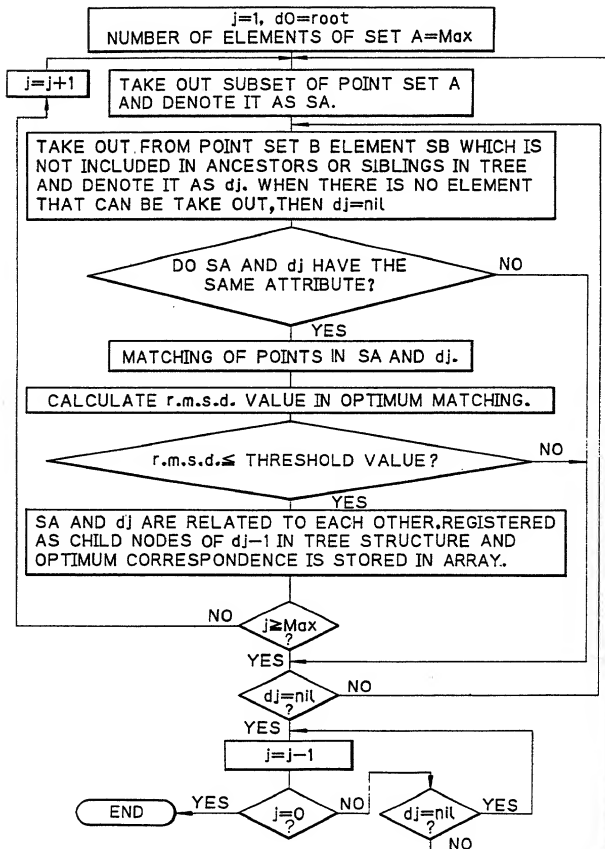 j=1, d0=root
NUMBER OF ELEMENTS OF SET A=Max
j=j+1
TAKE OUT SUBSET OF POINT SET A
AND DENOTE IT AS SA.
TAKE OUT FROM POINT SET B ELEMENT SB WHICH IS
NOT INCLUDED IN ANCESTORS OR SIBLINGS IN TREE
AND DENOTE IT AS dj. WHEN THERE IS NO ELEMENT
THAT CAN BE TAKE OUT,THEN dj=nil
DO SA AND dj HAVE THE
SAME ATTRIBUTE?
NO
YES
MATCHING OF POINTS IN SA AND dj.
CALCULATE r.m.s.d. VALUE IN OPTIMUM MATCHING.
r.m.s.d.≦ THRESHOLD VALUE?
NO
YES
SA AND dj ARE RELATED TO EACH OTHER.REGISTERED
AS CHILD NODES OF dj-1 IN TREE STRUCTURE AND
OPTIMUM CORRESPONDENCE IS STORED IN ARRAY.
NO
j≧Max
?
YES
dj=nil
?
NO
YES
j=j-1
END
YES
j=0
?
NO
dj=nil
?
YES
NO